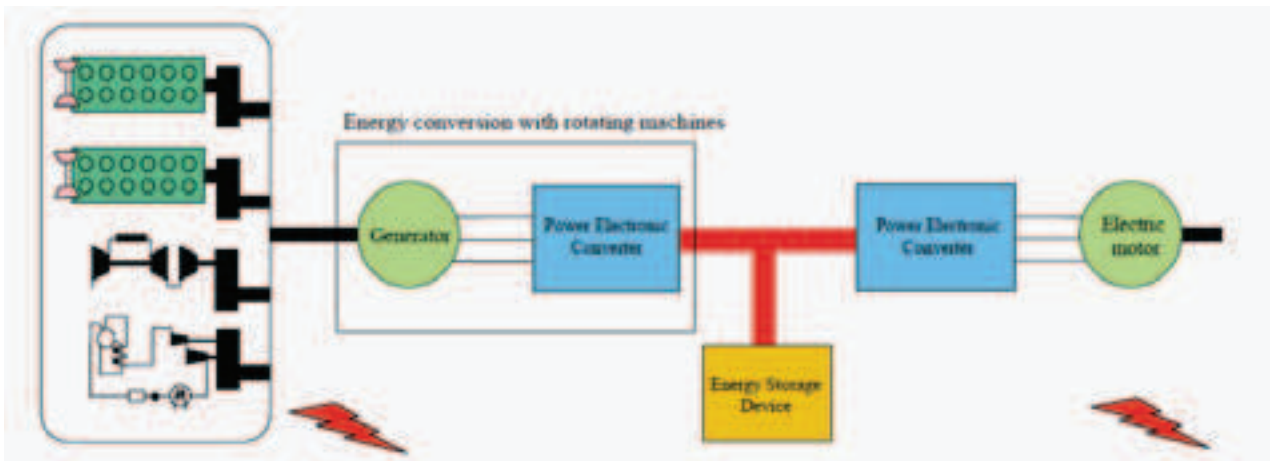 Energy conversion with rotating machines
Generator
Power Electronic
Converter
Power Electronic
Converter
Electric
motor
Energy Storage
Device